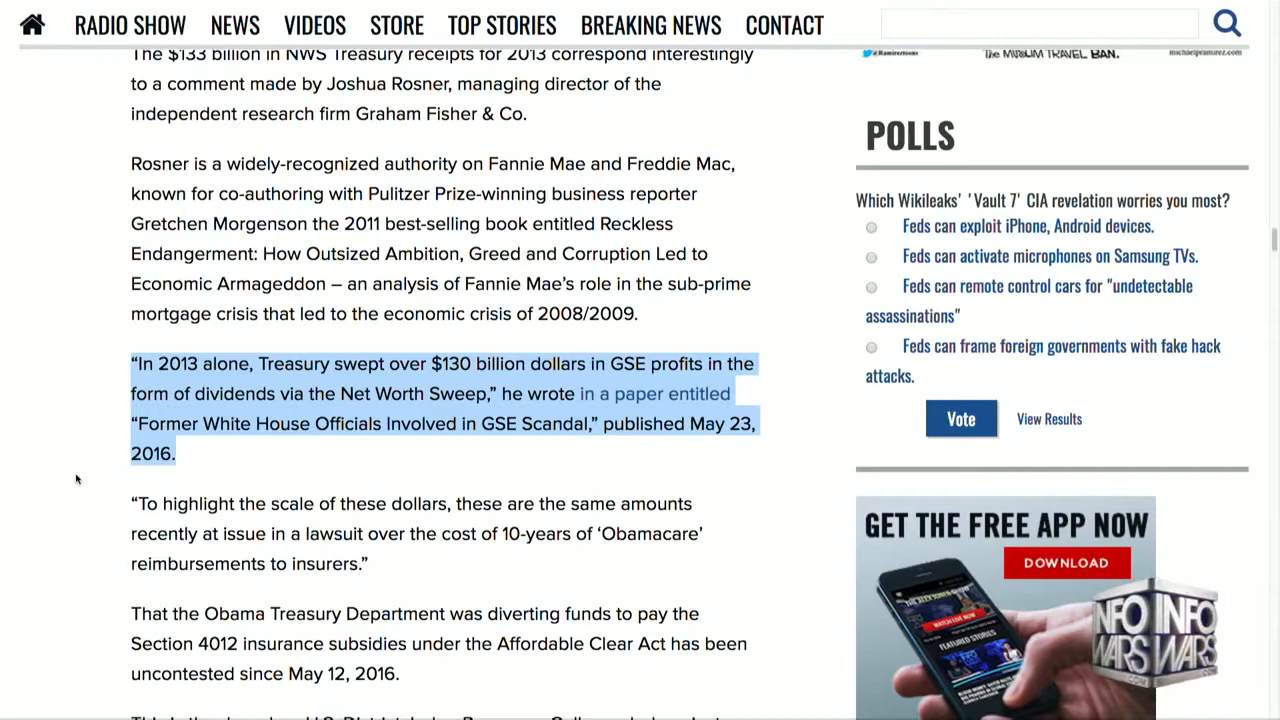 RADIO SHOW NEWS VIDEOS STORE TOP STORIES BREAKING NEWS CONTACT
The $133 billion in NWS Treasury receipts for 2013 correspond interestingly
to a comment made by Joshua Rosner, managing director of the
independent research firm Graham Fisher & Co.
Rosner is a widely-recognized authority on Fannie Mae and Freddie Mac,
known for co-authoring with Pulitzer Prize-winning business reporter
Gretchen Morgenson the 2011 best-selling book entitled Reckless
Endangerment: How Outsized Ambition, Greed and Corruption Led to
Economic Armageddon – an analysis of Fannie Mae’s role in the sub-prime
mortgage crisis that led to the economic crisis of 2008/2009.
“In 2013 alone, Treasury swept over $130 billion dollars in GSE profits in the
form of dividends via the Net Worth Sweep,” he wrote in a paper entitled
“Former White House Officials Involved in GSE Scandal,” published May 23,
2016.
“To highlight the scale of these dollars, these are the same amounts
recently at issue in a lawsuit over the cost of 10-years of ‘Obamacare’
reimbursements to insurers.”
That the Obama Treasury Department was diverting funds to pay the
Section 4012 insurance subsidies under the Affordable Clear Act has been
uncontested since May 12, 2016.
@Ramireztoons The MUSLIM TRAVEL BAN. michaelpramirez.com
POLLS
Which Wikileaks' 'Vault 7' CIA revelation worries you most?
Feds can exploit iPhone, Android devices.
Feds can activate microphones on Samsung TVs.
Feds can remote control cars for "undetectable
assassinations"
Feds can frame foreign governments with fake hack
attacks.
Vote View Results
GET THE FREE APP NOW
DOWNLOAD
WATCH LIVE NOW
FEATURED STORIES
INFO INFO
WARS WARS
.COM .COM